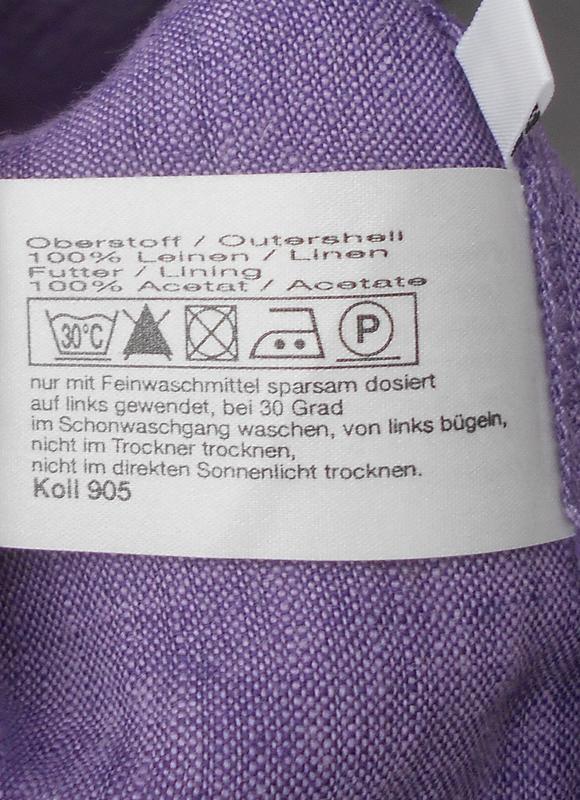 Oberstoff / Outershell
100% Leinen / Linen
Futter / Lining
100% Acetat / Acetate
30°C P
nur mit Feinwaschmittel sparsam dosiert
auf links gewendet, bei 30 Grad
im Schonwaschgang waschen, von links bügeln,
nicht im Trockner trocknen,
nicht im direkten Sonnenlicht trocknen.
Koll 905